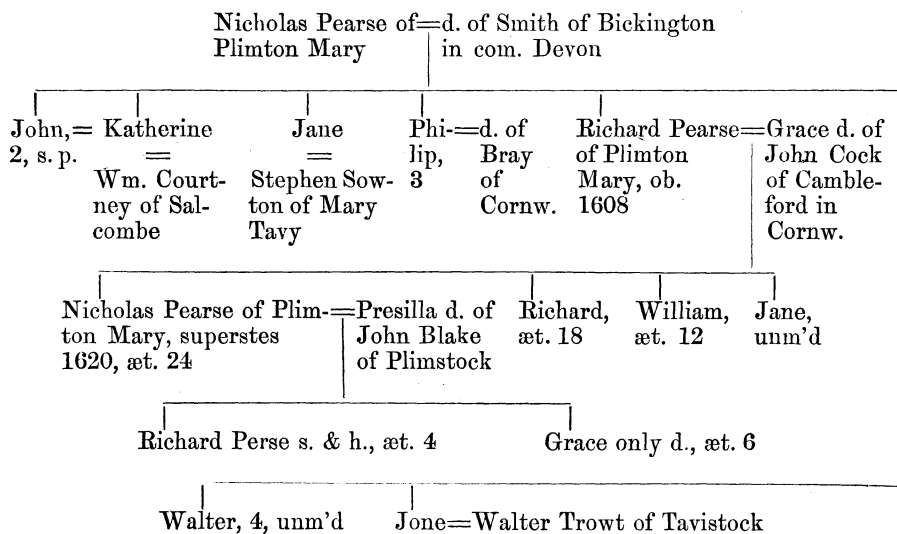 Nicholas Pearse of=d. of Smith of Bickington
Plimton Mary in com. Devon
John,= Katherine Jane Phi-=d. of Richard Pearse=Grace d. of
2, s. p. = = lip, Bray of Plimton John Cock
Wm. Court- Stephen Sow- 3 of Mary, ob. of Camble-
ney of Sal- ton of Mary Cornw. 1608 ford in
combe Tavy Cornw.
Nicholas Pearse of Plim-=Presilla d. of Richard, William, Jane,
ton Mary, superstes John Blake æt. 18 æt. 12 unm'd
1620, æt. 24 of Plimstock
Richard Perse s. & h., æt. 4 Grace only d., æt. 6
Walter, 4, unm'd Jone=Walter Trowt of Tavistock